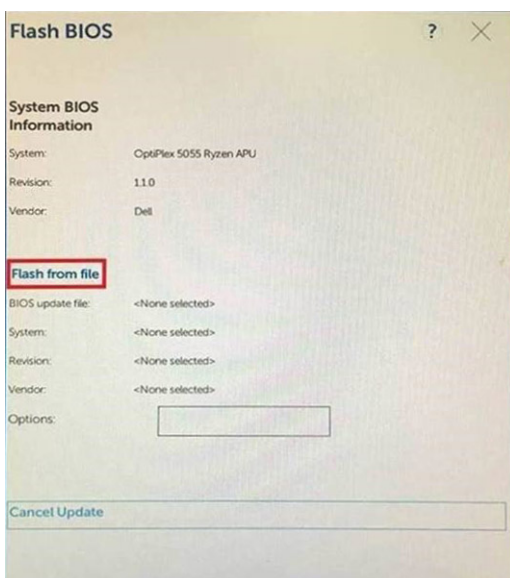 Flash BIOS
?
System BIOS
Information
System: OptiPlex 5055 Ryzen APU
Revision: 1.1.0
Vendor: Dell
Flash from file
BIOS update file: <None selected>
System: <None selected>
Revision: <None selected>
Vendor: <None selected>
Options:
Cancel Update